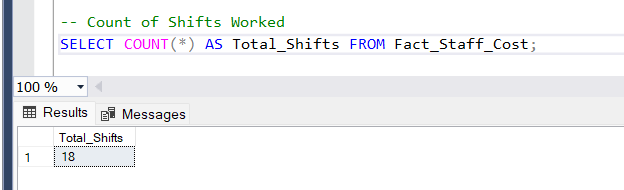 -- Count of Shifts Worked
SELECT COUNT(*) AS Total_Shifts FROM Fact_Staff_Cost;
100 %
Results Messages
Total_Shifts
1 18